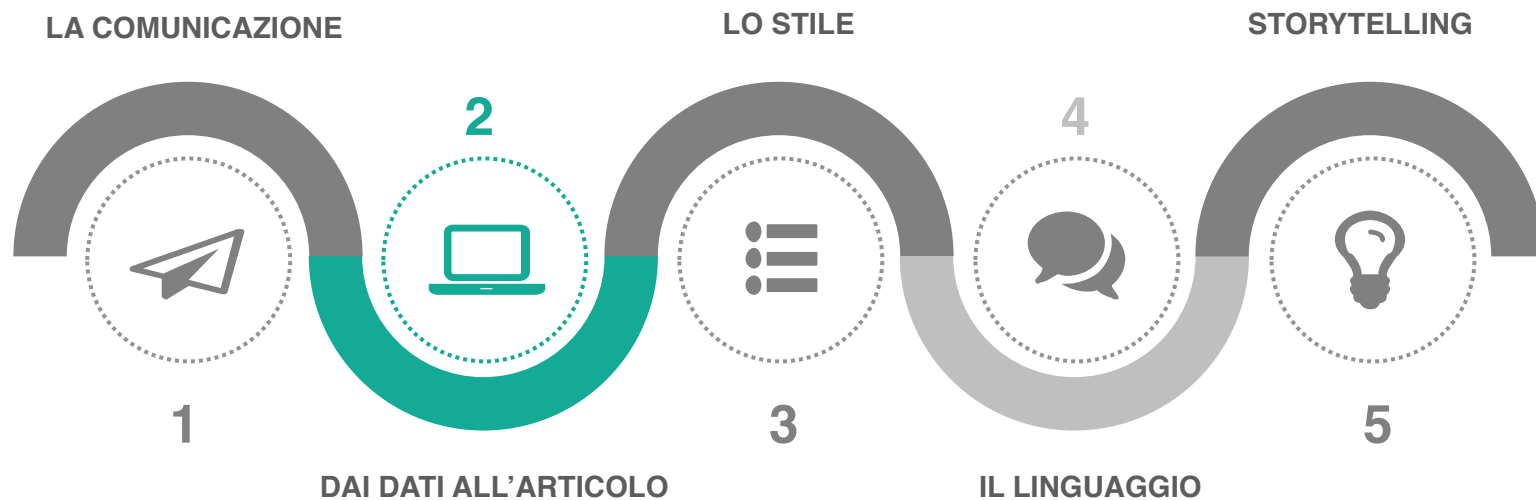 LA COMUNICAZIONE
LO STILE
STORYTELLING
2
4
1
3
5
DAI DATI ALL’ARTICOLO
IL LINGUAGGIO